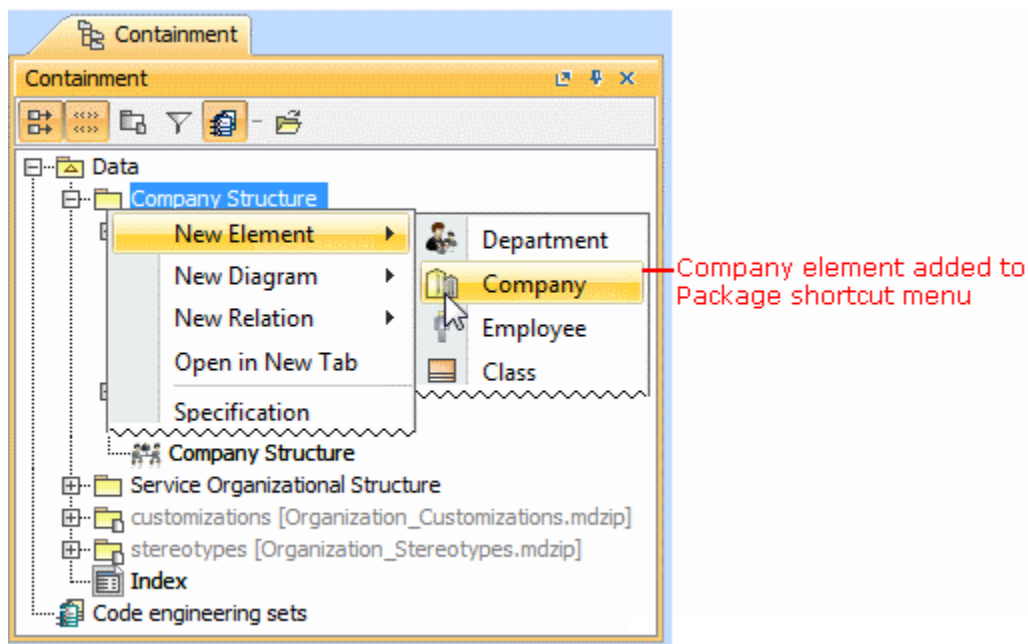 Containment
Containment
Data
Company Structure
New Element
New Diagram
New Relation
Open in New Tab
Specification
Department
Company
Employee
Class
Company element added to
Package shortcut menu
Company Structure
Service Organizational Structure
customizations [Organization_Customizations.mdzip]
stereotypes [Organization_Stereotypes.mdzip]
Index
Code engineering sets